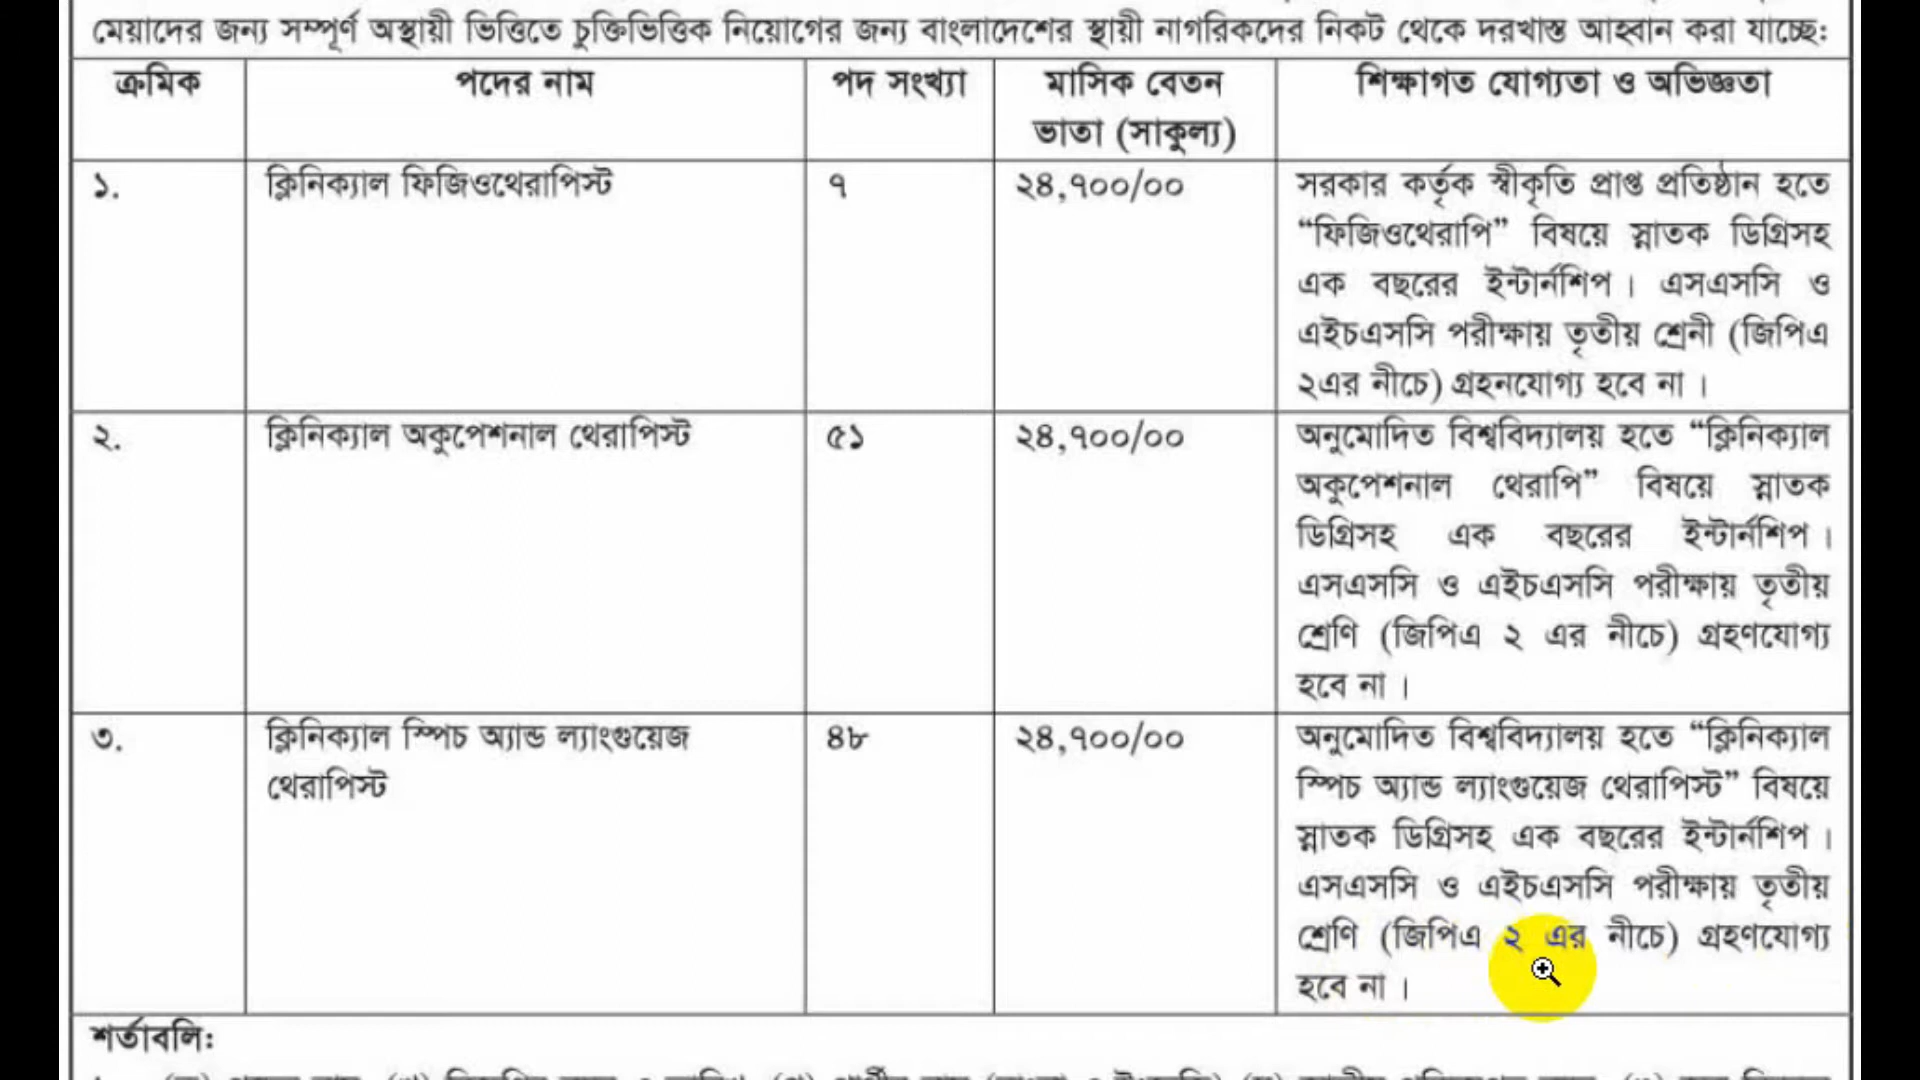 মেয়াদের জন্য সম্পূর্ণ অস্থায়ী ভিত্তিতে চুক্তিভিত্তিক নিয়োগের জন্য বাংলাদেশের স্থায়ী নাগরিকদের নিকট থেকে দরখাস্ত আহ্বান করা যাচ্ছে:
ক্রমিক পদের নাম পদ সংখ্যা মাসিক বেতন শিক্ষাগত যোগ্যতা ও অভিজ্ঞতা
ভাতা (সাকুল্য)
১. ক্লিনিক্যাল ফিজিওথেরাপিস্ট ৭ ২৪,৭০০/০০ সরকার কর্তৃক স্বীকৃতি প্রাপ্ত প্রতিষ্ঠান হতে
“ফিজিওথেরাপি” বিষয়ে স্নাতক ডিগ্রিসহ
এক বছরের ইন্টার্নশিপ। এসএসসি ও
এইচএসসি পরীক্ষায় তৃতীয় শ্রেনী (জিপিএ
২এর নীচে) গ্রহনযোগ্য হবে না।
২. ক্লিনিক্যাল অকুপেশনাল থেরাপিস্ট ৫১ ২৪,৭০০/০০ অনুমোদিত বিশ্ববিদ্যালয় হতে “ক্লিনিক্যাল
অকুপেশনাল থেরাপি” বিষয়ে স্নাতক
ডিগ্রিসহ এক বছরের ইন্টার্নশিপ।
এসএসসি ও এইচএসসি পরীক্ষায় তৃতীয়
শ্রেণি (জিপিএ ২ এর নীচে) গ্রহণযোগ্য
হবে না।
৩. ক্লিনিক্যাল স্পিচ অ্যান্ড ল্যাংগুয়েজ ৪৮ ২৪,৭০০/০০ অনুমোদিত বিশ্ববিদ্যালয় হতে “ক্লিনিক্যাল
থেরাপিস্ট স্পিচ অ্যান্ড ল্যাংগুয়েজ থেরাপিস্ট” বিষয়ে
স্নাতক ডিগ্রিসহ এক বছরের ইন্টার্নশিপ।
এসএসসি ও এইচএসসি পরীক্ষায় তৃতীয়
শ্রেণি (জিপিএ ২ এর নীচে) গ্রহণযোগ্য
হবে না।
শর্তাবলি: